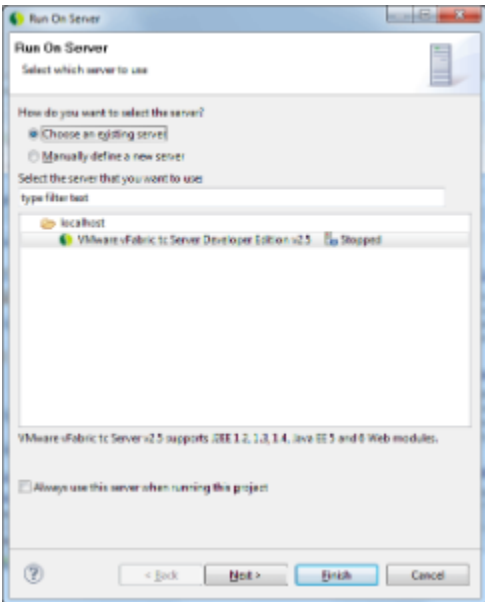 Run On Server
Run On Server
Select which server to use
How do you want to select the server?
Choose an existing server
Manually define a new server
Select the server that you want to use:
type filter text
localhost
VMware vFabric tc Server Developer Edition v2.5 Stopped
VMware vFabric tc Server v2.5 supports J2EE 1.2, 1.3, 1.4, Java EE 5 and 6 Web modules.
Always use this server when running this project
?
< Back Next > Finish Cancel